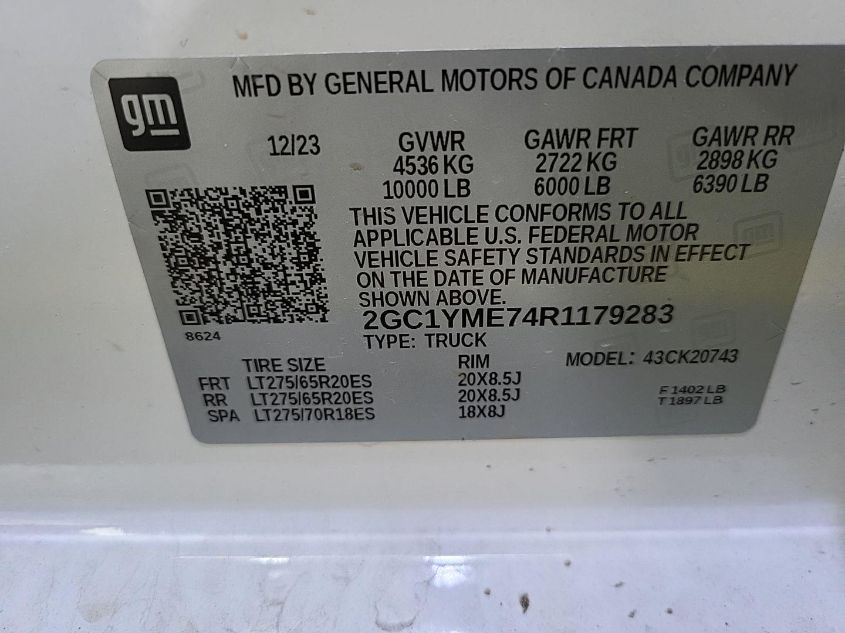 gm
MFD BY GENERAL MOTORS OF CANADA COMPANY
12/23 GVWR GAWR FRT GAWR RR
4536 KG 2722 KG 2898 KG
10000 LB 6000 LB 6390 LB
THIS VEHICLE CONFORMS TO ALL
APPLICABLE U.S. FEDERAL MOTOR
VEHICLE SAFETY STANDARDS IN EFFECT
ON THE DATE OF MANUFACTURE
SHOWN ABOVE.
2GC1YME74R1179283
8624
TYPE: TRUCK
TIRE SIZE RIM MODEL: 43CK20743
FRT LT275/65R20ES 20X8.5J
RR LT275/65R20ES 20X8.5J
SPA LT275/70R18ES 18X8J
F 1402 LB
T 1897 LB